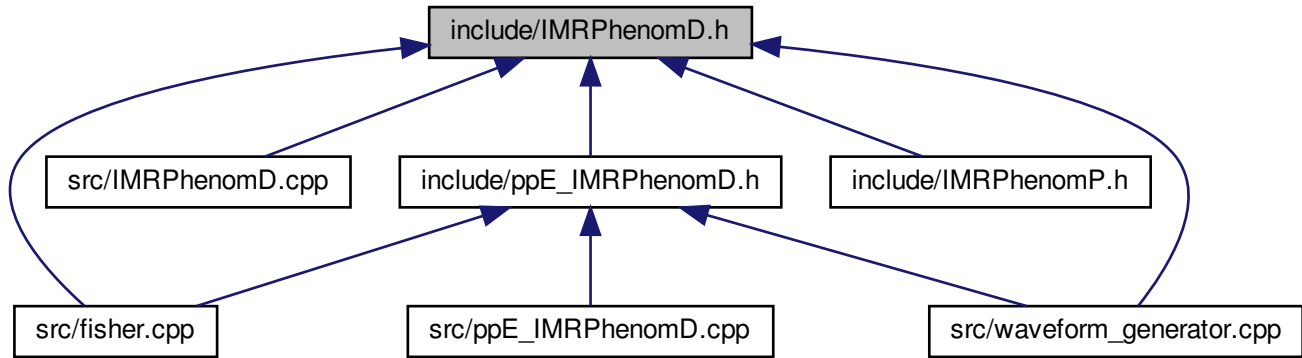 include/IMRPhenomD.h
src/IMRPhenomD.cpp
include/ppE_IMRPhenomD.h
include/IMRPhenomP.h
src/fisher.cpp
src/ppE_IMRPhenomD.cpp
src/waveform_generator.cpp